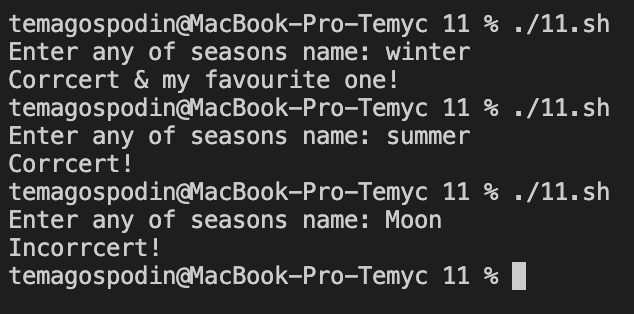 temagospodin@MacBook-Pro-Temyc 11 % ./11.sh
Enter any of seasons name: winter
Corrcert & my favourite one!
temagospodin@MacBook-Pro-Temyc 11 % ./11.sh
Enter any of seasons name: summer
Corrcert!
temagospodin@MacBook-Pro-Temyc 11 % ./11.sh
Enter any of seasons name: Moon
Incorrcert!
temagospodin@MacBook-Pro-Temyc 11 %